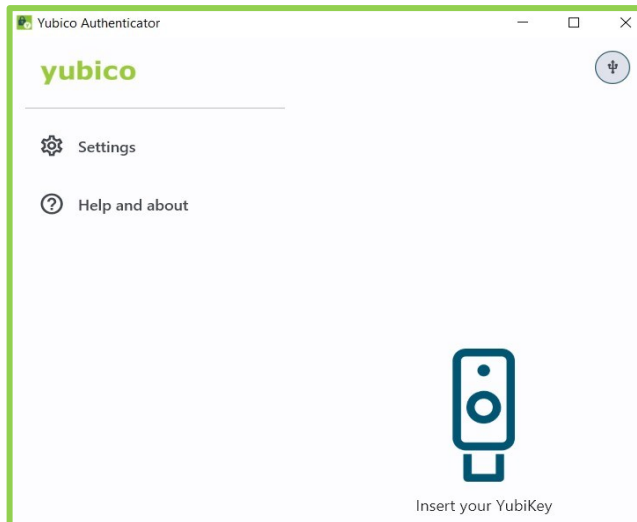 Yubico Authenticator
yubico
Settings
Help and about
Insert your YubiKey